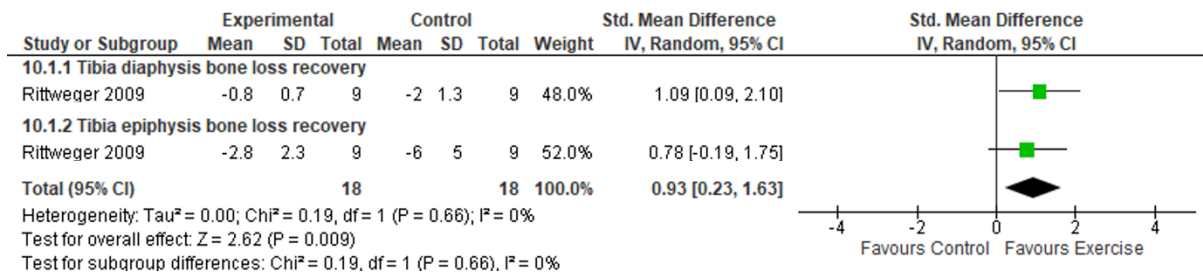 Experimental Control Std. Mean Difference Std. Mean Difference
Study or Subgroup Mean SD Total Mean SD Total Weight IV, Random, 95% CI IV, Random, 95% CI
10.1.1 Tibia diaphysis bone loss recovery
Rittweger 2009 -0.8 0.7 9 -2 1.3 9 48.0% 1.09 [0.09, 2.10]
10.1.2 Tibia epiphysis bone loss recovery
Rittweger 2009 -2.8 2.3 9 -6 5 9 52.0% 0.78 [-0.19, 1.75]
Total (95% CI) 18 18 100.0% 0.93 [0.23, 1.63]
Heterogeneity: Tau² = 0.00; Chi² = 0.19, df = 1 (P = 0.66); I² = 0%
Test for overall effect: Z = 2.62 (P = 0.009)
Test for subgroup differences: Chi² = 0.19, df = 1 (P = 0.66), I² = 0%
-4 -2 0 2 4
Favours Control Favours Exercise